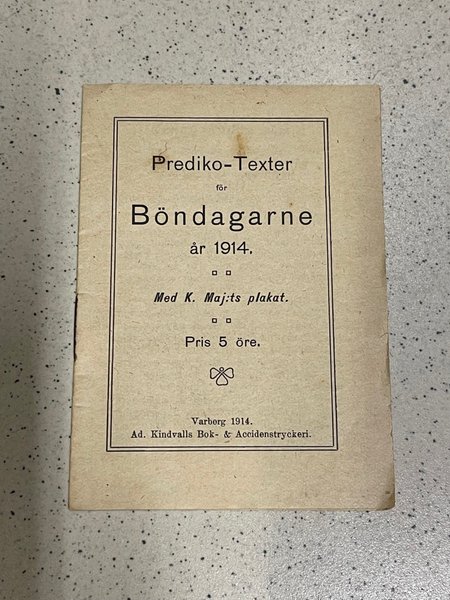 Prediko-Texter
för
Böndagarne
år 1914.
Med K. Maj:ts plakat.
Pris 5 öre.
Varberg 1914.
Ad. Kindvalls Bok- & Accidenstryckeri.